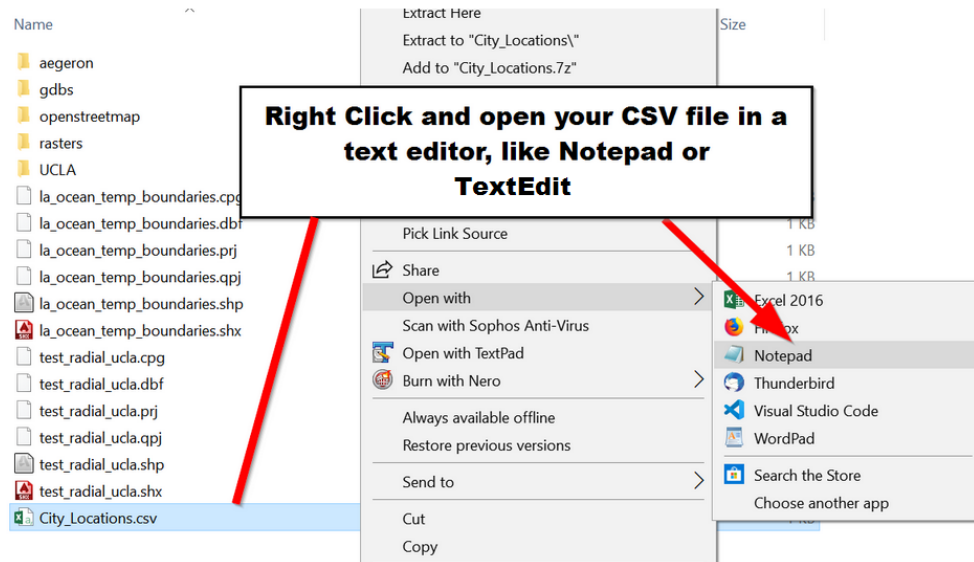 Name
aegeron
gdbs
openstreetmap
rasters
UCLA
la_ocean_temp_boundaries.cpg
la_ocean_temp_boundaries.dbf
la_ocean_temp_boundaries.prj
la_ocean_temp_boundaries.qpj
la_ocean_temp_boundaries.shp
la_ocean_temp_boundaries.shx
test_radial_ucla.cpg
test_radial_ucla.dbf
test_radial_ucla.prj
test_radial_ucla.qpj
test_radial_ucla.shp
test_radial_ucla.shx
City_Locations.csv
Extract Here
Extract to "City_Locations\"
Add to "City_Locations.7z"
Right Click and open your CSV file in a
text editor, like Notepad or
TextEdit
Pick Link Source
Share
Open with
Scan with Sophos Anti-Virus
Open with TextPad
Burn with Nero
Always available offline
Restore previous versions
Send to
Cut
Copy
Size
1 KB
1 KB
1 KB
Excel 2016
Firefox
Notepad
Thunderbird
Visual Studio Code
WordPad
Search the Store
Choose another app